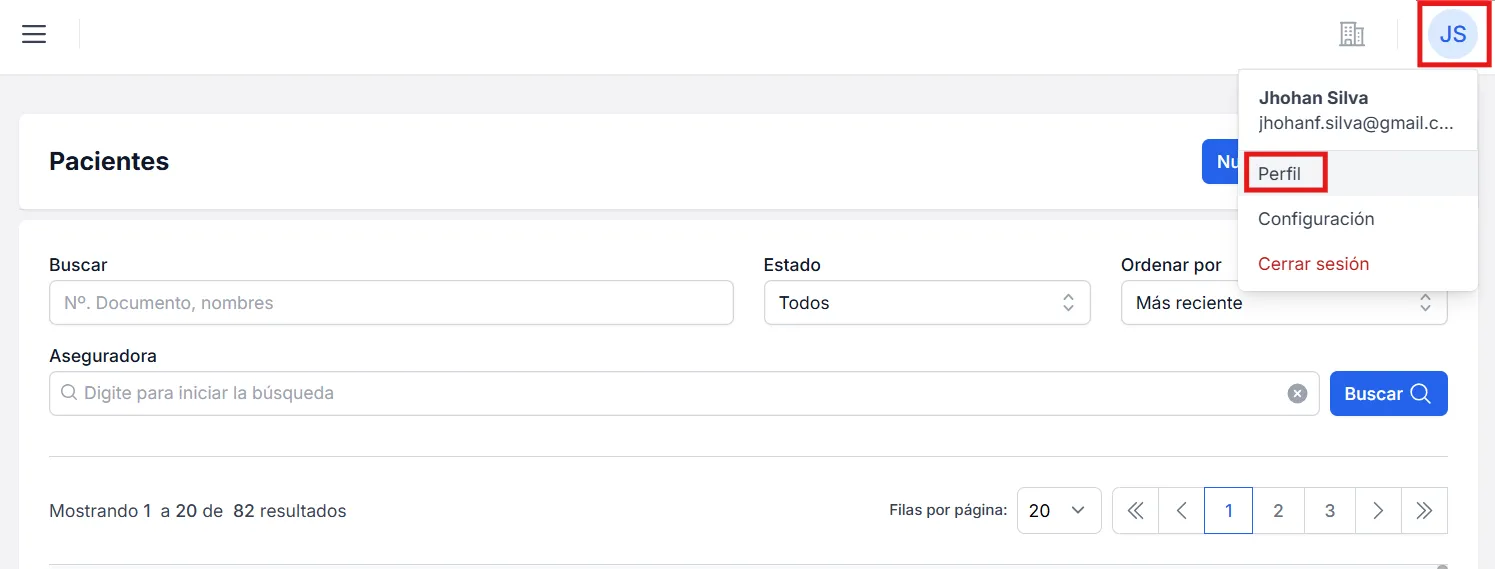 JS
Jhohan Silva
jhohanf.silva@gmail.c...
Perfil
Configuración
Cerrar sesión
Pacientes
Nu
Buscar
Nº. Documento, nombres
Estado
Todos
Ordenar por
Más reciente
Aseguradora
Digite para iniciar la búsqueda
Buscar
Mostrando 1 a 20 de 82 resultados
Filas por página: 20 1 2 3